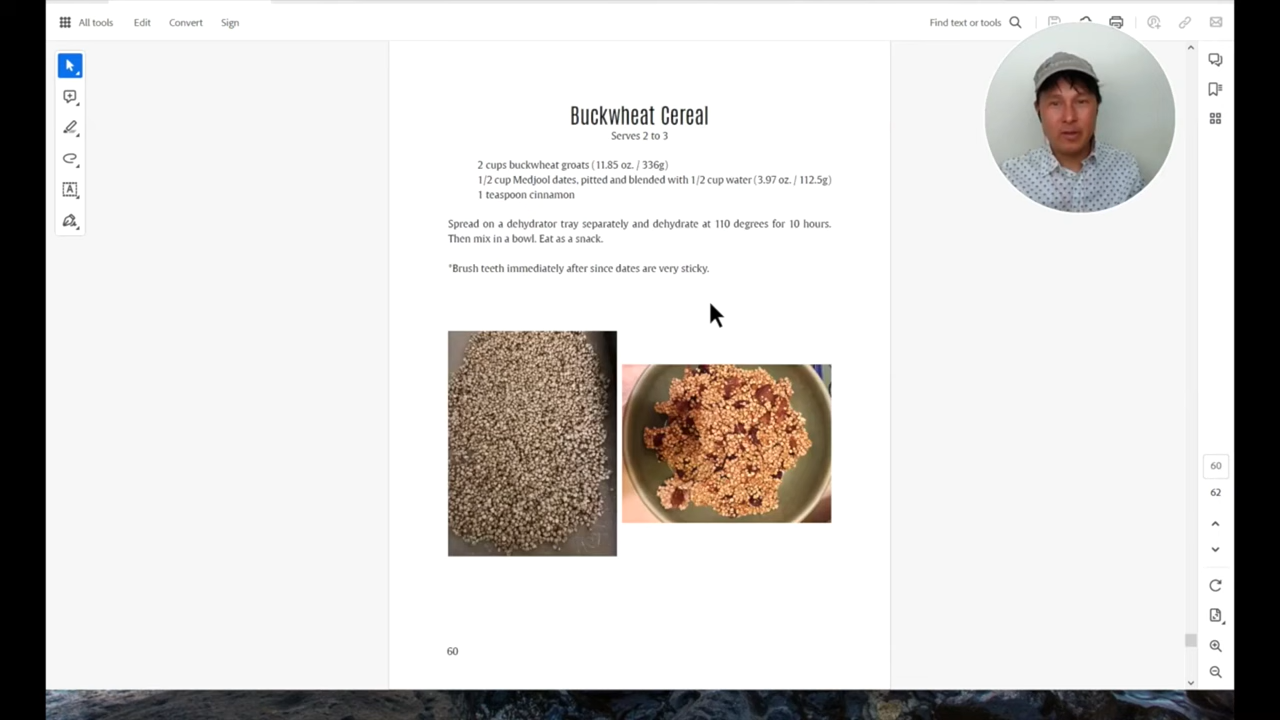 All tools Edit Convert Sign Find text or tools
Buckwheat Cereal
Serves 2 to 3
2 cups buckwheat groats (11.85 oz. / 336g)
1/2 cup Medjool dates, pitted and blended with 1/2 cup water (3.97 oz. / 112.5g)
1 teaspoon cinnamon
Spread on a dehydrator tray separately and dehydrate at 110 degrees for 10 hours.
Then mix in a bowl. Eat as a snack.
*Brush teeth immediately after since dates are very sticky.
60
62
60